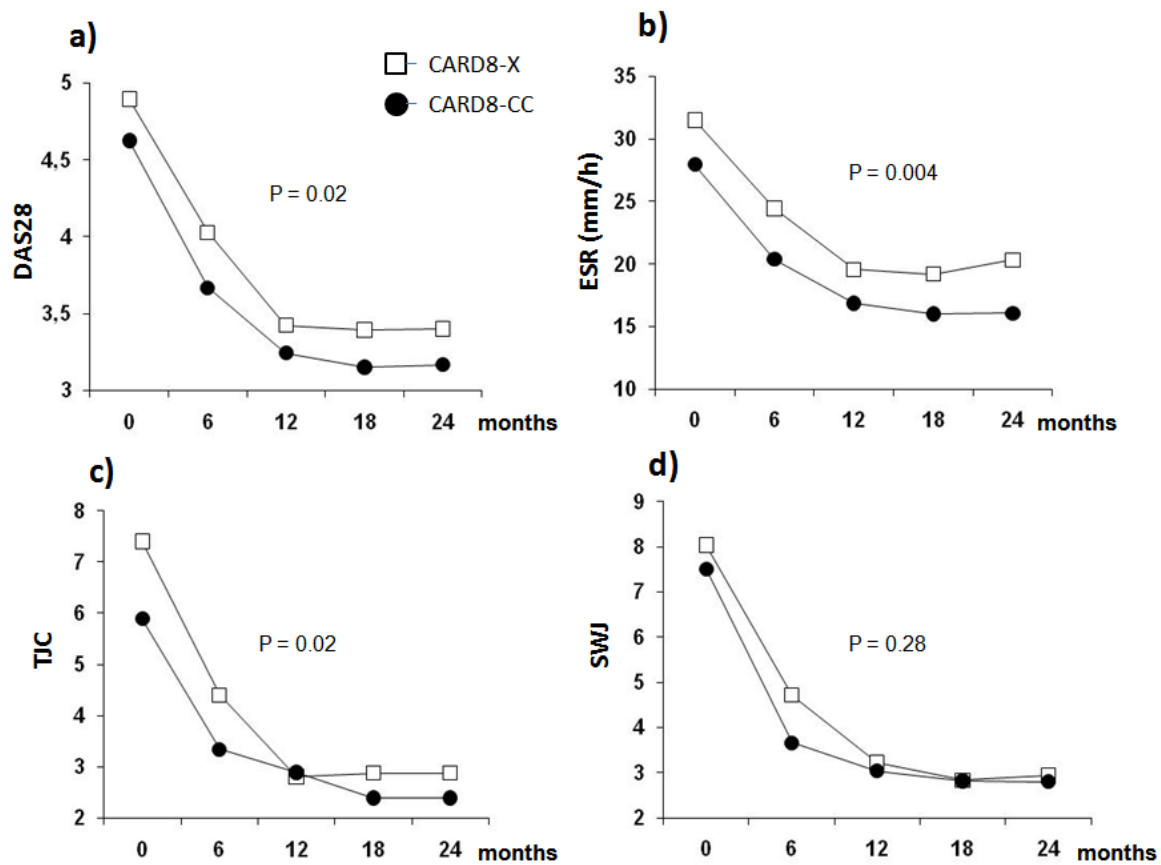 a)
CARD8-X
CARD8-CC
DAS28
5
4,5
4
3,5
3
P = 0.02
0 6 12 18 24 months
b)
ESR (mm/h)
35
30
25
20
15
10
P = 0.004
0 6 12 18 24 months
c)
TJC
8
7
6
5
4
3
2
P = 0.02
0 6 12 18 24 months
d)
SWJ
9
8
7
6
5
4
3
2
P = 0.28
0 6 12 18 24 months